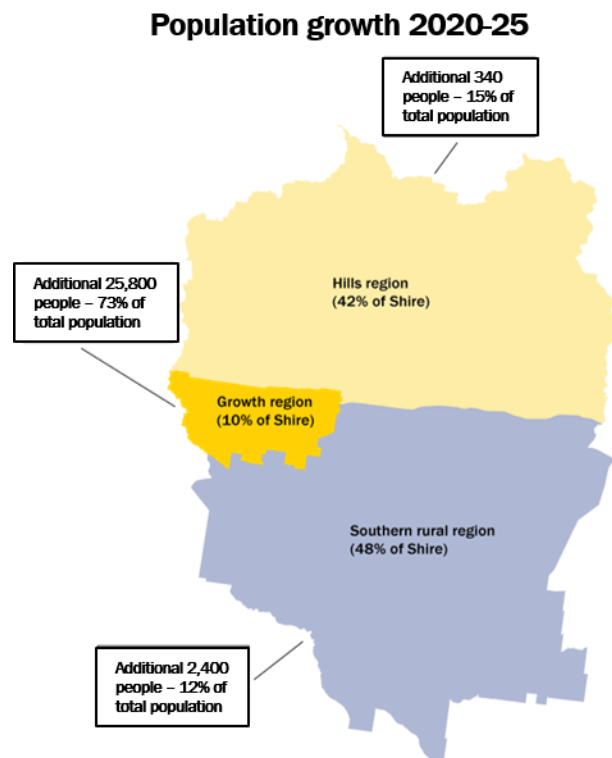 Population growth 2020-25
Additional 340
people – 15% of
total population
Hills region
(42% of Shire)
Additional 25,800
people – 73% of
total population
Growth region
(10% of Shire)
Southern rural region
(48% of Shire)
Additional 2,400
people – 12% of
total population